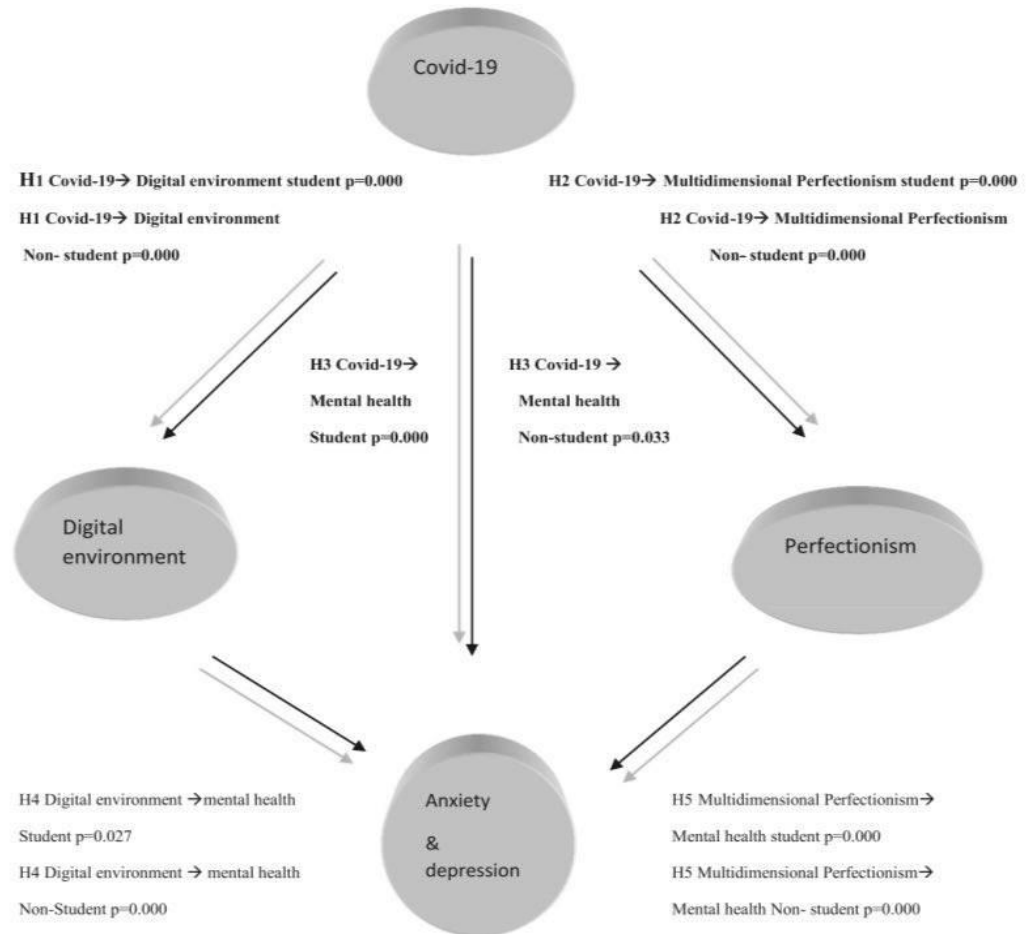 Covid-19
H1 Covid-19→ Digital environment student p=0.000
H1 Covid-19→ Digital environment
Non- student p=0.000
H2 Covid-19→ Multidimensional Perfectionism student p=0.000
H2 Covid-19→ Multidimensional Perfectionism
Non- student p=0.000
H3 Covid-19→
Mental health
Student p=0.000
H3 Covid-19 →
Mental health
Non-student p=0.033
Digital
environment
Perfectionism
Anxiety
&
depression
H4 Digital environment →mental health
Student p=0.027
H4 Digital environment → mental health
Non-Student p=0.000
H5 Multidimensional Perfectionism→
Mental health student p=0.000
H5 Multidimensional Perfectionism→
Mental health Non- student p=0.000